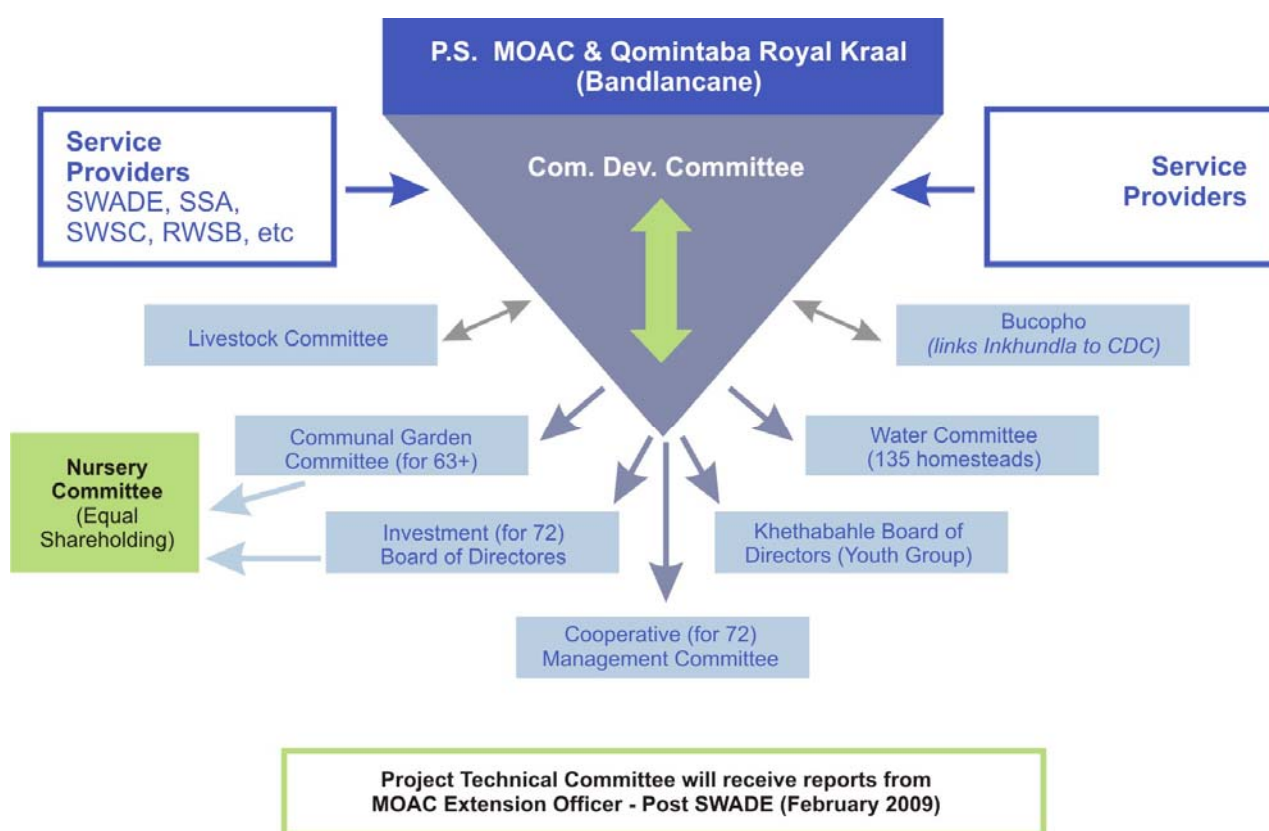 P.S. MOAC & Qomintaba Royal Kraal
(Bandlancane)
Service
Providers
SWADE, SSA,
SWSC, RWSB, etc
Com. Dev. Committee
Service
Providers
Livestock Committee
Bucopho
(links Inkhundla to CDC)
Communal Garden
Committee (for 63+)
Water Committee
(135 homesteads)
Nursery
Committee
(Equal
Shareholding)
Investment (for 72)
Board of Directores
Khethabahle Board of
Directors (Youth Group)
Cooperative (for 72)
Management Committee
Project Technical Committee will receive reports from
MOAC Extension Officer - Post SWADE (February 2009)